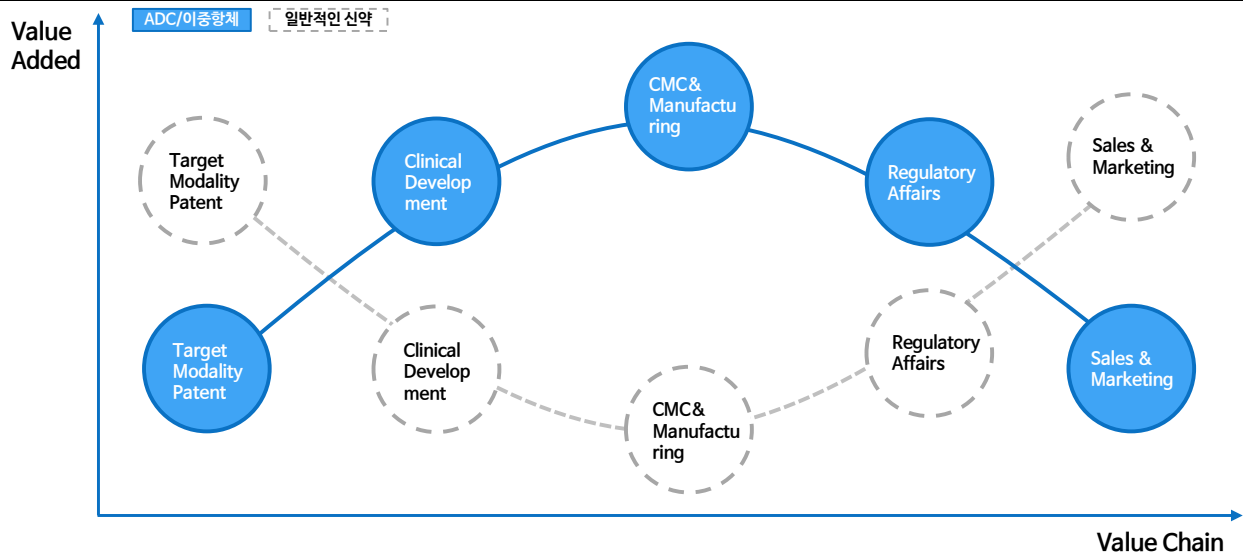 Value
Added
ADC/이중항체
일반적인 신약
Target
Modality
Patent
Clinical
Develop
ment
CMC&
Manufactu
ring
Regulatory
Affairs
Sales &
Marketing
Target
Modality
Patent
Clinical
Develop
ment
CMC&
Manufactu
ring
Regulatory
Affairs
Sales &
Marketing
Value Chain